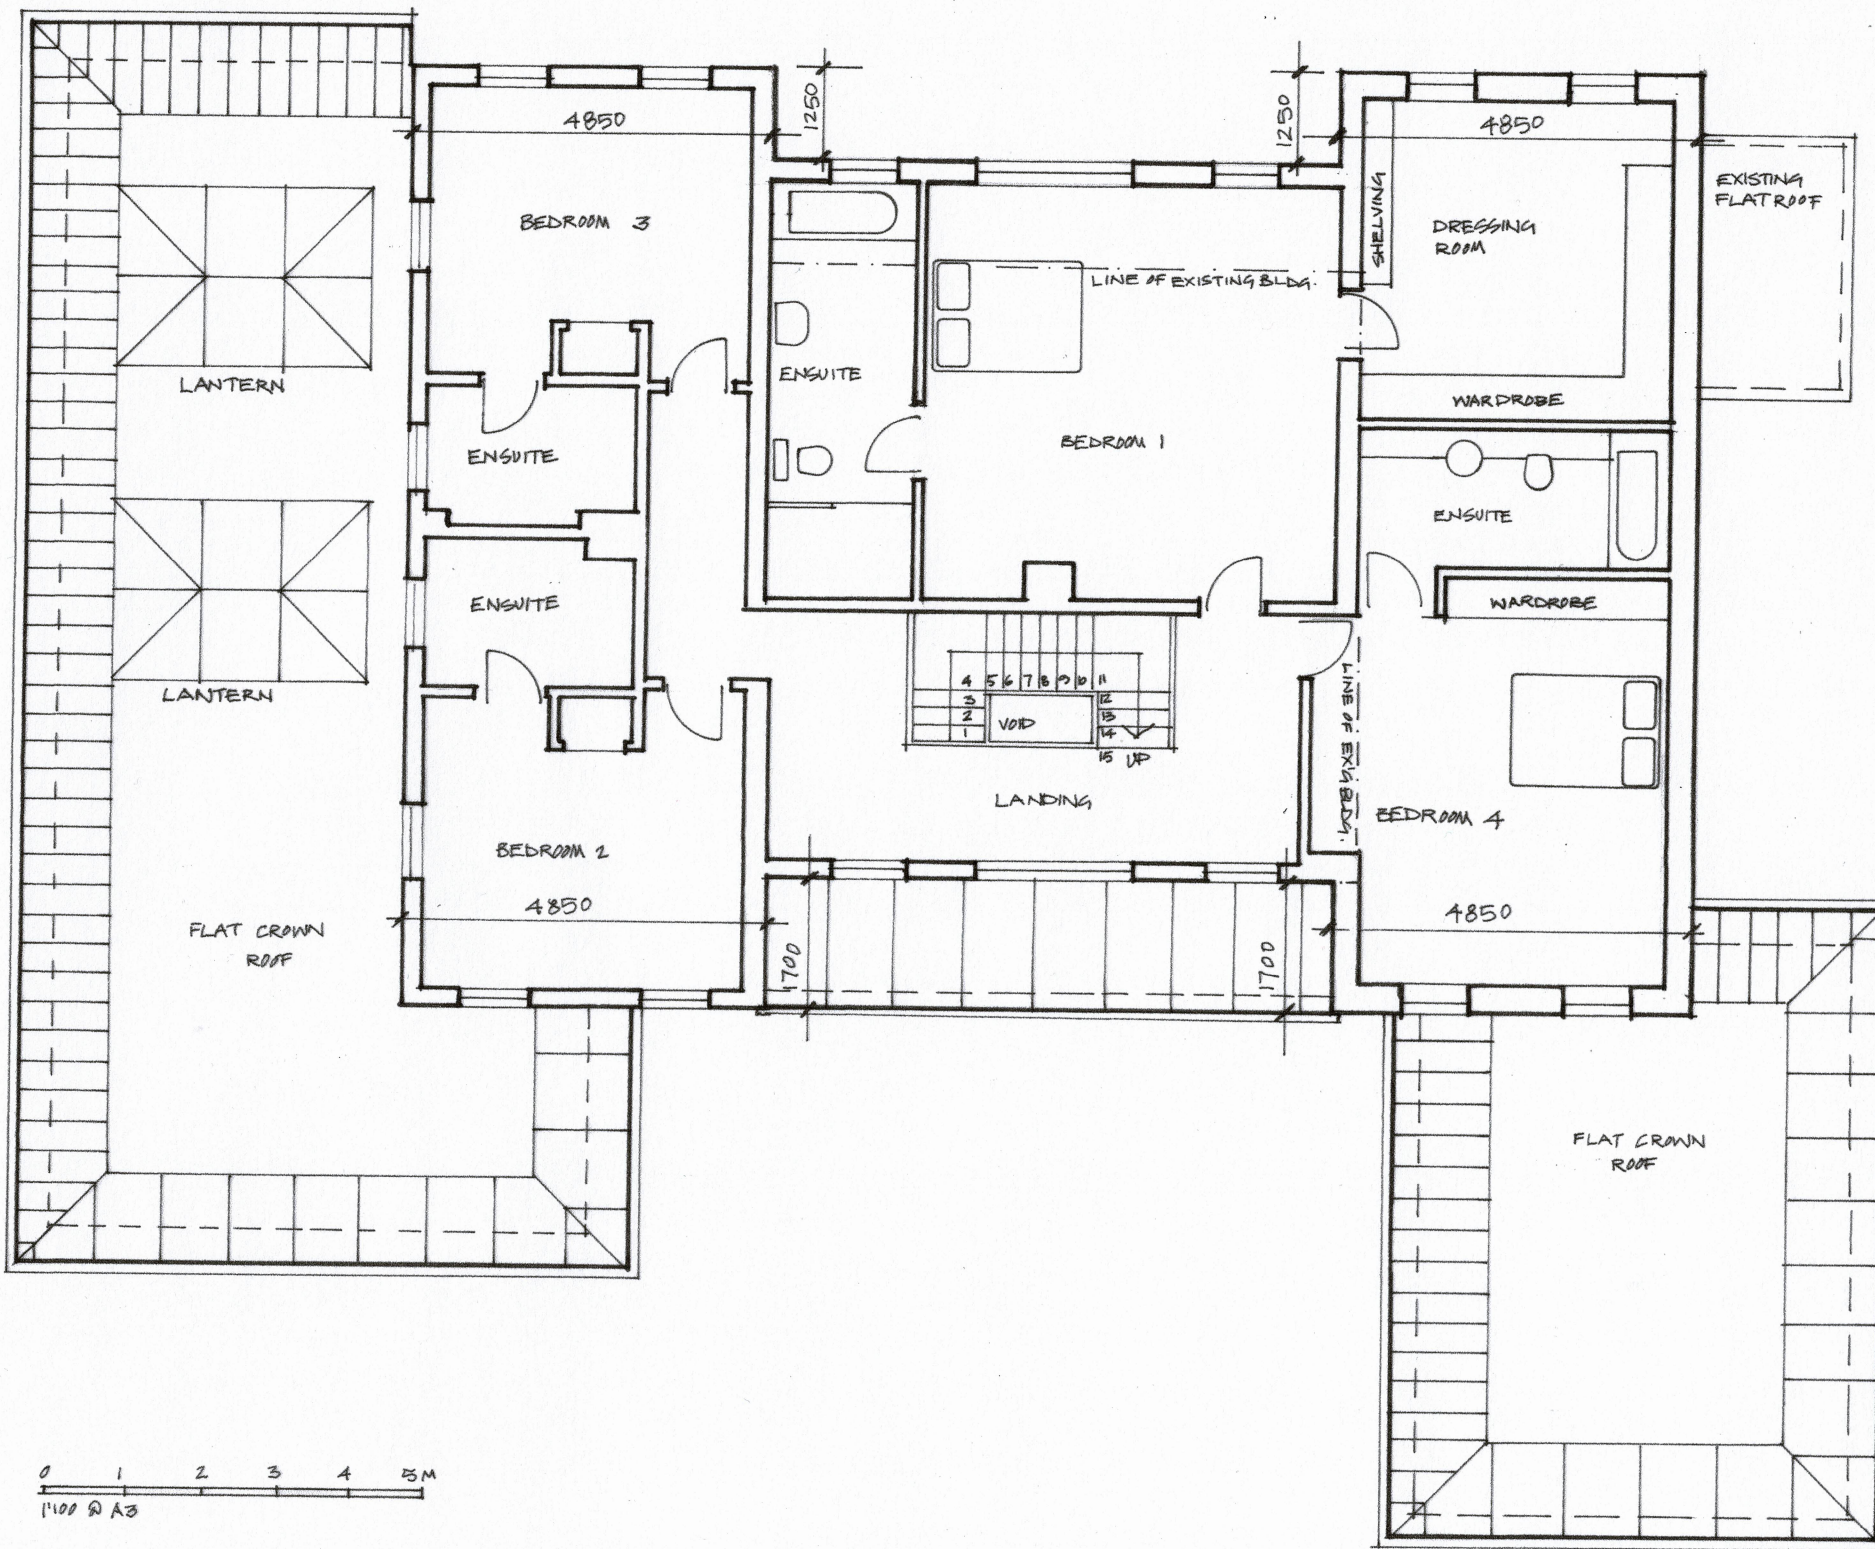 4850
1250
1250
4850
EXISTING
FLAT ROOF
SHELVING
BEDROOM 3
DRESSING
ROOM
LINE OF EXISTING BLDG.
LANTERN
ENSUITE
WARDROBE
BEDROOM 1
ENSUITE
ENSUITE
ENSUITE
WARDROBE
LANTERN
4 5 6 7 8 9 10 11
3
2
1
VOID
12
13
14
15 UP
LINE OF EX'G BLDG.
LANDING
BEDROOM 4
BEDROOM 2
4850
4850
FLAT CROWN
ROOF
1700
1700
FLAT CROWN
ROOF
0 1 2 3 4 5M
1:100 @ A3